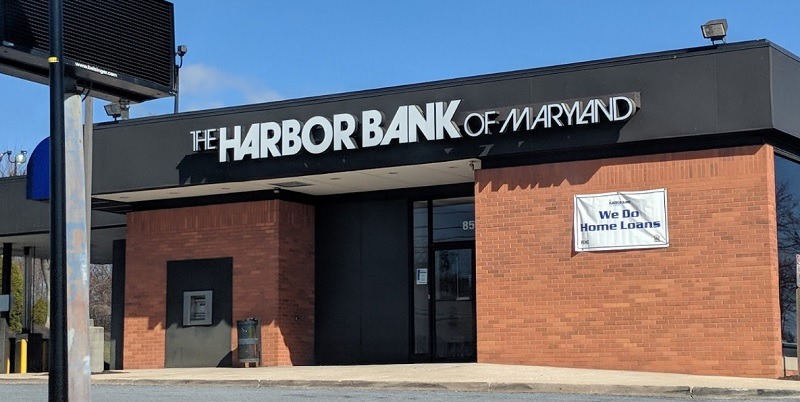 THE HARBOR BANK OF MARYLAND
We Do
Home Loans
85